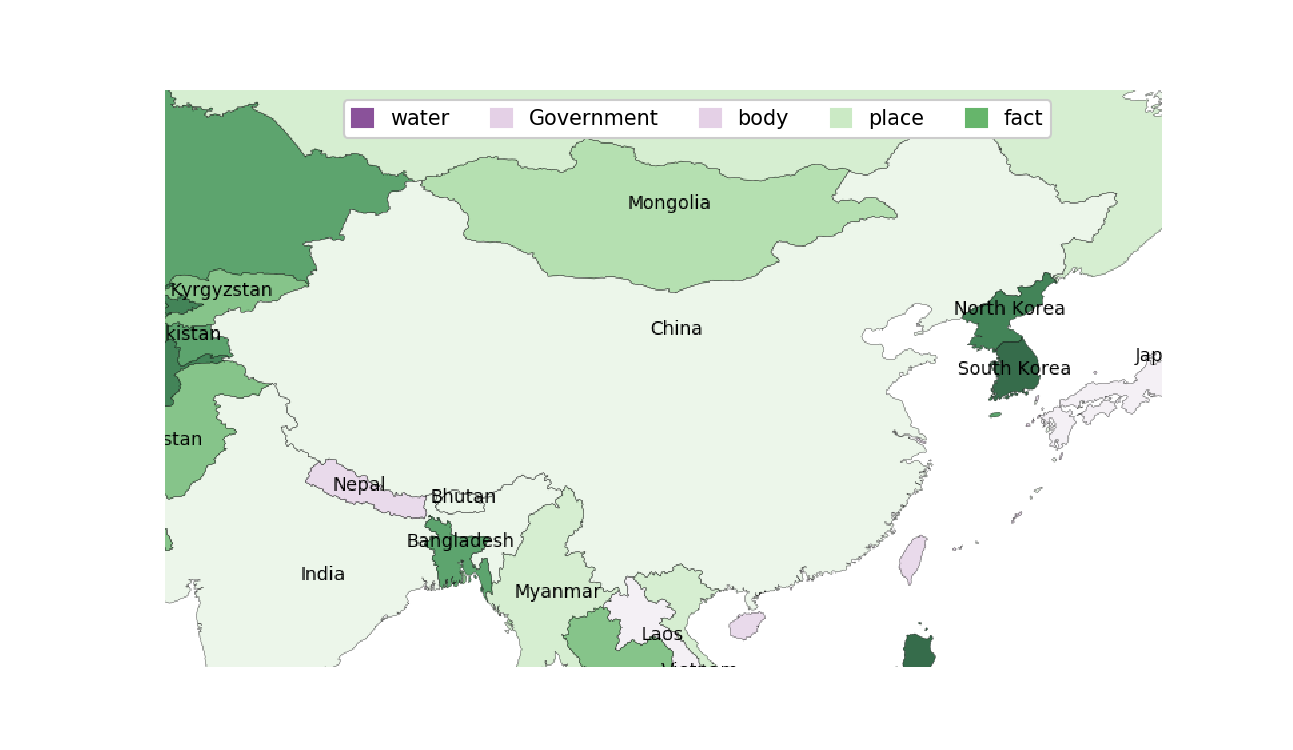 water Government body place fact
Mongolia
Kyrgyzstan
North Korea
China
kistan
Jap
South Korea
stan
Nepal
Bhutan
Bangladesh
India
Myanmar
Laos
Vietnam